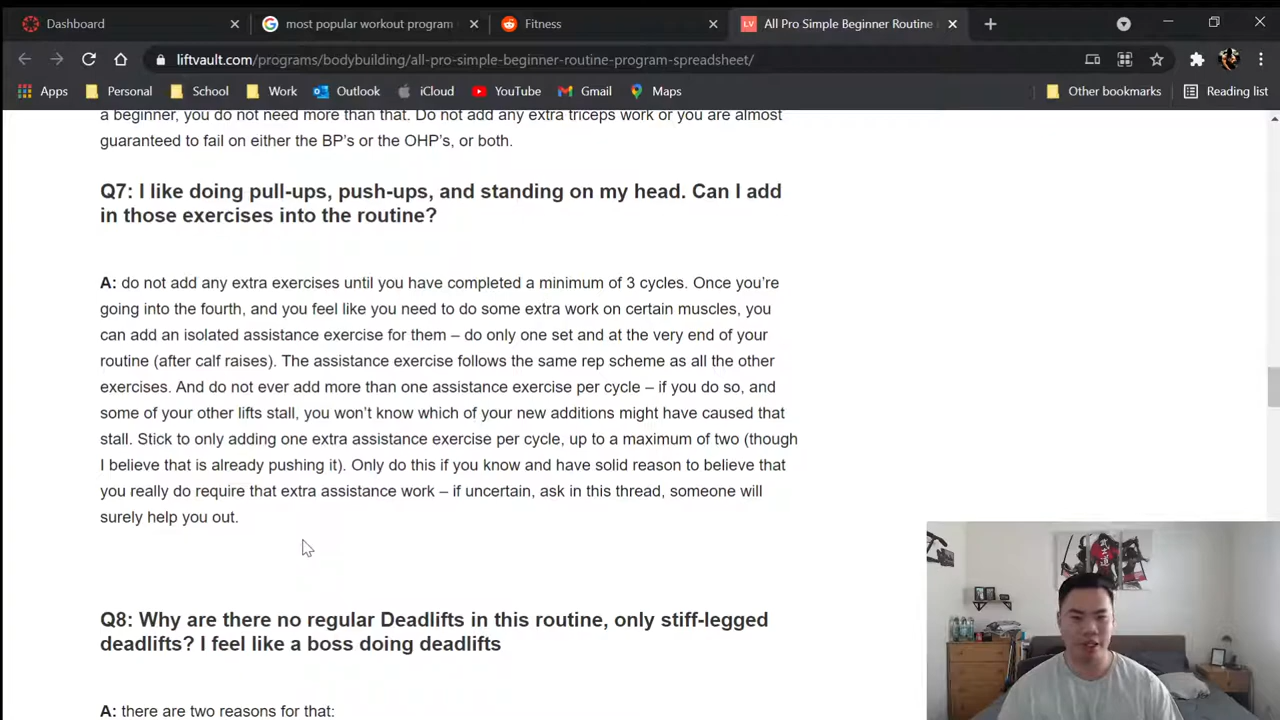 Dashboard
most popular workout program
Fitness
LV All Pro Simple Beginner Routine
liftvault.com/programs/bodybuilding/all-pro-simple-beginner-routine-program-spreadsheet/
Apps Personal School Work Outlook iCloud YouTube Gmail Maps Other bookmarks Reading list
a beginner, you do not need more than that. Do not add any extra triceps work or you are almost
guaranteed to fail on either the BP's or the OHP's, or both.
Q7: I like doing pull-ups, push-ups, and standing on my head. Can I add
in those exercises into the routine?
A: do not add any extra exercises until you have completed a minimum of 3 cycles. Once you're
going into the fourth, and you feel like you need to do some extra work on certain muscles, you
can add an isolated assistance exercise for them – do only one set and at the very end of your
routine (after calf raises). The assistance exercise follows the same rep scheme as all the other
exercises. And do not ever add more than one assistance exercise per cycle – if you do so, and
some of your other lifts stall, you won't know which of your new additions might have caused that
stall. Stick to only adding one extra assistance exercise per cycle, up to a maximum of two (though
I believe that is already pushing it). Only do this if you know and have solid reason to believe that
you really do require that extra assistance work – if uncertain, ask in this thread, someone will
surely help you out.
Q8: Why are there no regular Deadlifts in this routine, only stiff-legged
deadlifts? I feel like a boss doing deadlifts
A: there are two reasons for that: